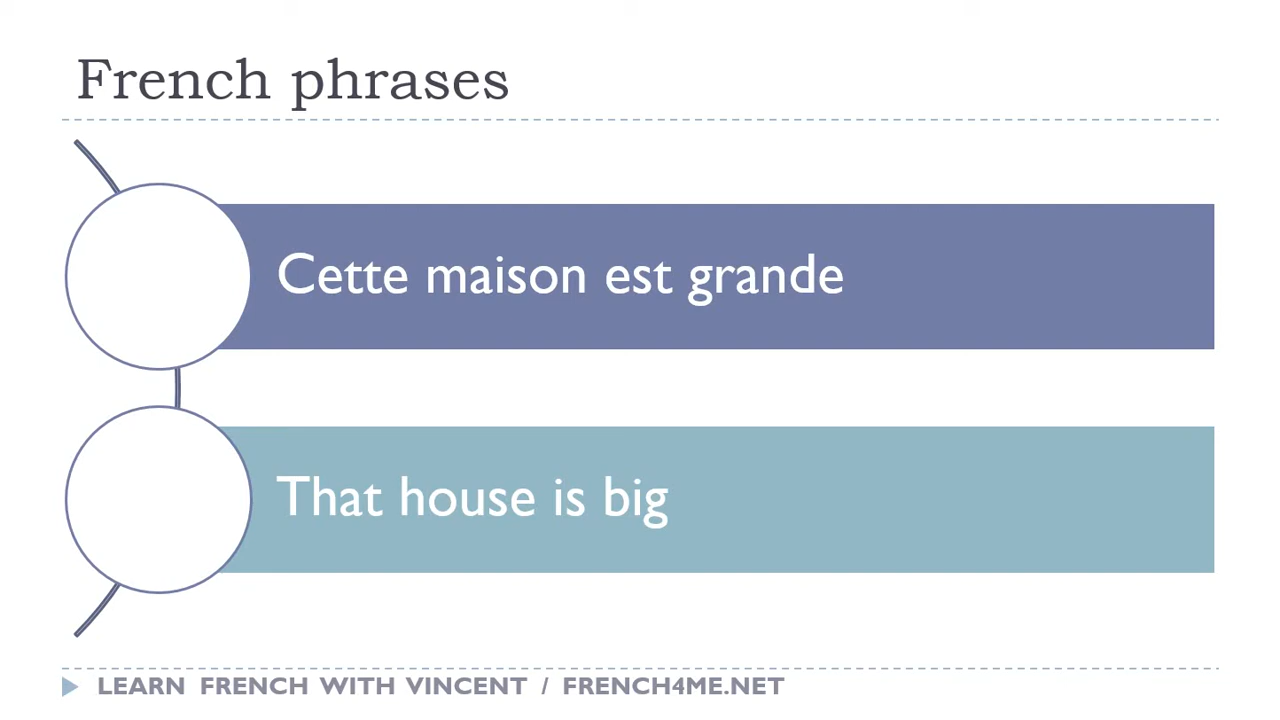 French phrases
Cette maison est grande
That house is big
LEARN FRENCH WITH VINCENT / FRENCH4ME.NET